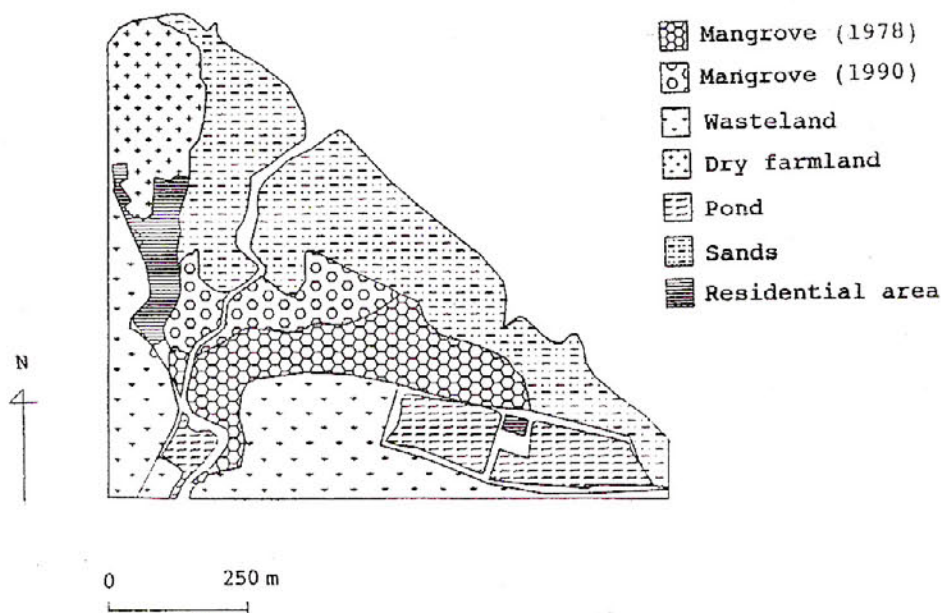 Mangrove (1978)
Mangrove (1990)
Wasteland
Dry farmland
Pond
Sands
Residential area
N
0 250 m